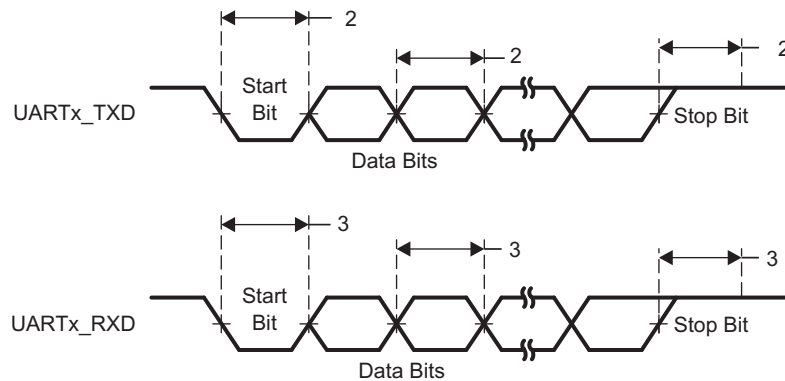 2
2
2
Start
Bit
UARTx_TXD
Stop Bit
Data Bits
3
3
3
Start
Bit
UARTx_RXD
Stop Bit
Data Bits